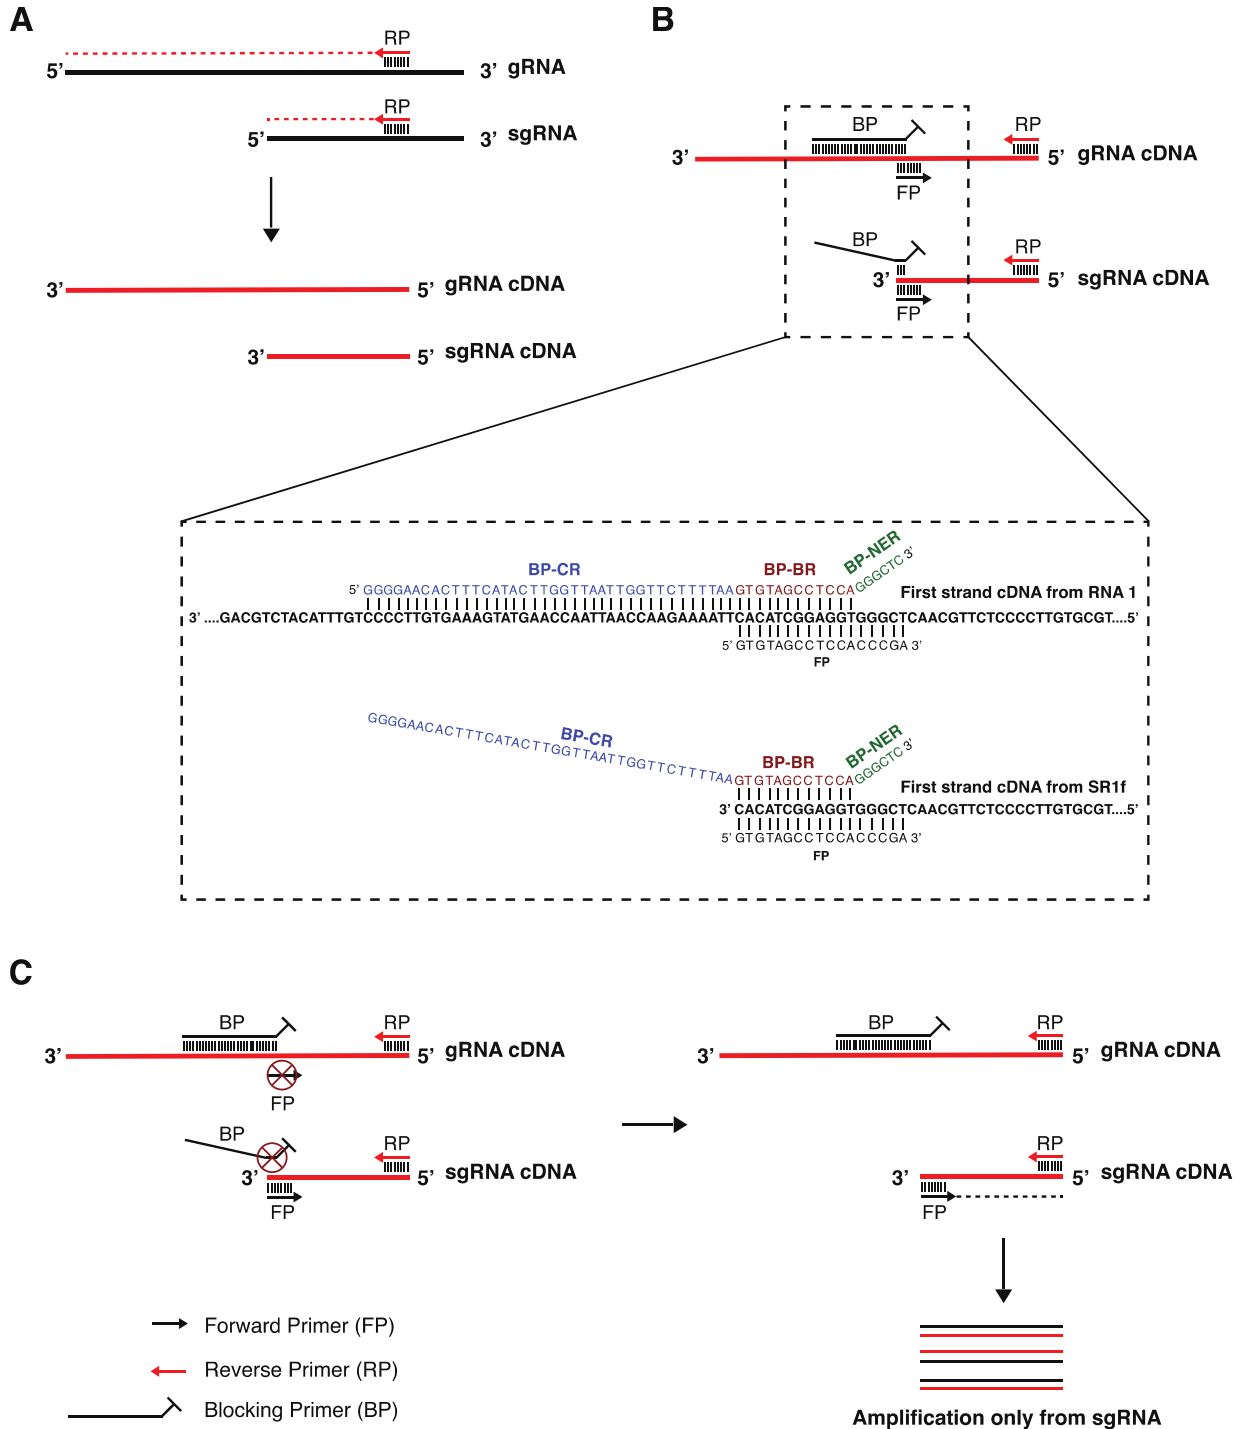 A
RP
5’ 3’ gRNA
RP
5’ 3’ sgRNA
3’ 5’ gRNA cDNA
3’ 5’ sgRNA cDNA
B
BP RP
3’ 5’ gRNA cDNA
FP
BP RP
3’ 5’ sgRNA cDNA
FP
BP-CR BP-BR BP-NER
5’ GGGGAACACTTTCATACTTGGTTAATTGGTTCTTTTAAGTGTAGCCTCCAGGGCTC 3’
First strand cDNA from RNA 1
3’ ....GACGTCTACATTTGTCCCCTTGTGAAAGTATGAACCAATTAACCAAGAAAATTCACATCGGAGGTGGGCTCAACGTTCTCCCCTTGTGCGT....5’
5’ GTGTAGCCTCCACCCGA 3’
FP
BP-CR BP-BR BP-NER
GGGGAACACTTTCATACTTGGTTAATTGGTTCTTTTAAGTGTAGCCTCCAGGGCTC 3’
First strand cDNA from SR1f
3’ CACATCGGAGGTGGGCTCAACGTTCTCCCCTTGTGCGT....5’
5’ GTGTAGCCTCCACCCGA 3’
FP
C
BP RP
3’ 5’ gRNA cDNA
FP
BP RP
3’ 5’ sgRNA cDNA
FP
BP RP
3’ 5’ gRNA cDNA
RP
3’ 5’ sgRNA cDNA
FP
Forward Primer (FP)
Reverse Primer (RP)
Blocking Primer (BP)
Amplification only from sgRNA